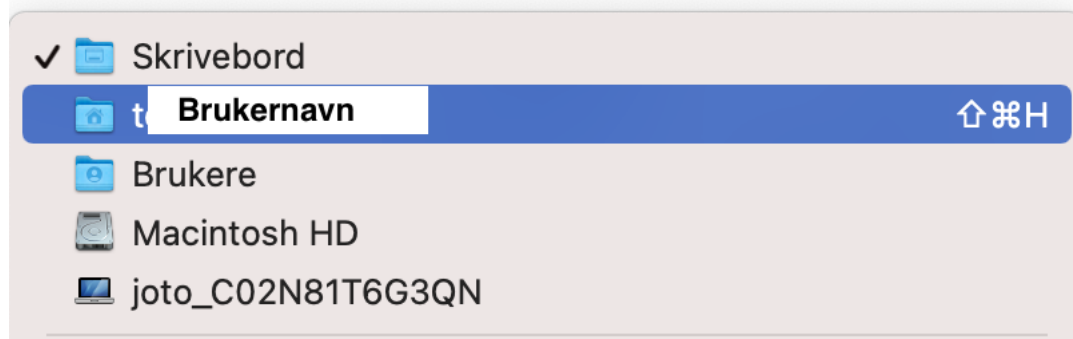 ✓ Skrivebord
Brukernavn ⇧⌘H
Brukere
Macintosh HD
joto_C02N81T6G3QN